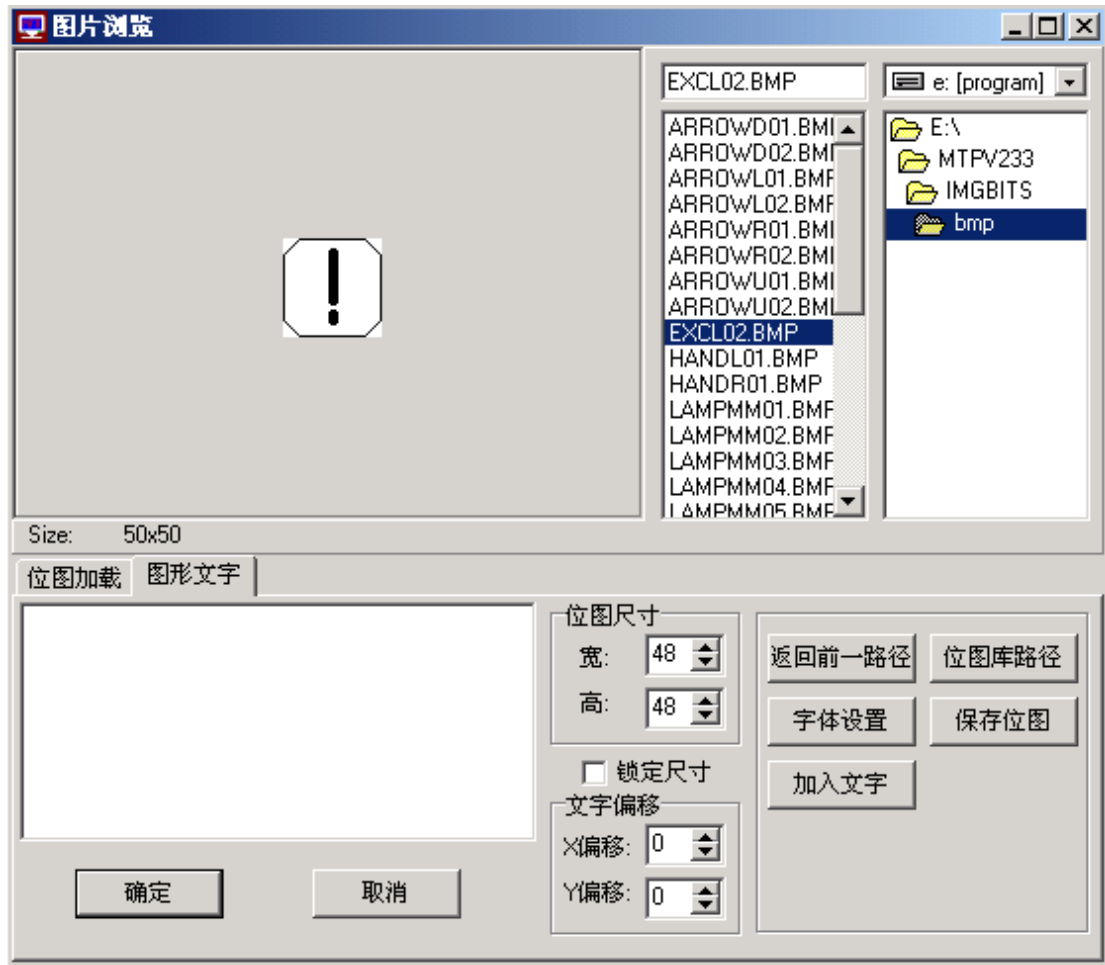 图片浏览
EXCL02.BMP
e: [program]
ARROWD01.BMI
ARROWD02.BMI
ARROWL01.BMF
ARROWL02.BMF
ARROWR01.BMI
ARROWR02.BMI
ARROWU01.BMI
ARROWU02.BMI
EXCL02.BMP
HANDL01.BMP
HANDR01.BMP
LAMPMM01.BMF
LAMPMM02.BMF
LAMPMM03.BMF
LAMPMM04.BMF
LAMPMM05.BMF
E:\
MTPV233
IMGBITS
bmp
!
Size: 50x50
位图加载 图形文字
位图尺寸
宽: 48
高: 48
锁定尺寸
文字偏移
X偏移: 0
Y偏移: 0
返回前一路径 位图库路径
字体设置 保存位图
加入文字
确定 取消